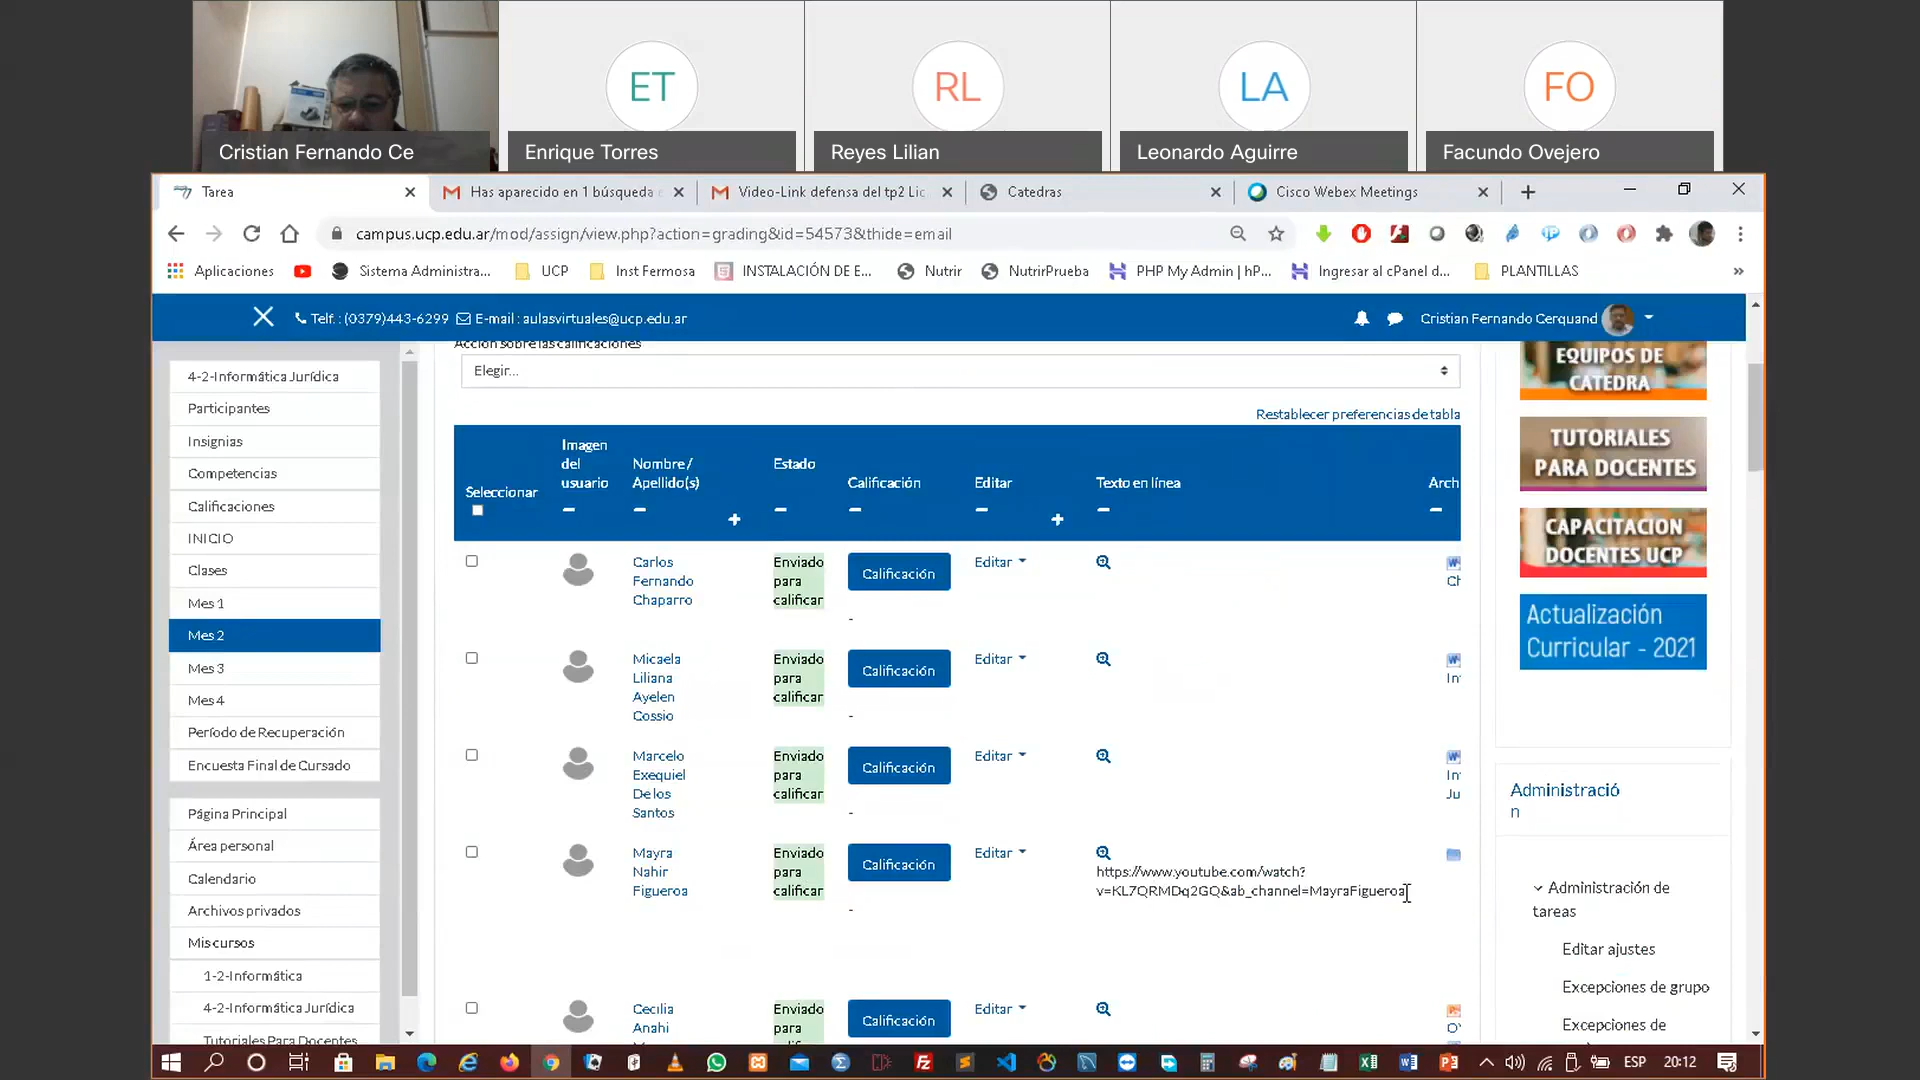 ET
RL
LA
FO
Cristian Fernando Ce
Enrique Torres
Reyes Lilian
Leonardo Aguirre
Facundo Ovejero
Tarea
Has aparecido en 1 búsqueda
Video-Link defensa del tp2 Lic
Catedras
Cisco Webex Meetings
campus.ucp.edu.ar/mod/assign/view.php?action=grading&id=54573&thide=email
Aplicaciones
Sistema Administra...
UCP
Inst Fermosa
INSTALACIÓN DE E...
Nutrir
NutrirPrueba
PHP My Admin | hP...
Ingresar al cPanel d...
PLANTILLAS
»
Telf. : (0379)443-6299
E-mail : aulasvirtuales@ucp.edu.ar
Cristian Fernando Cerquand
4-2-Informática Jurídica
Participantes
Insignias
Competencias
Calificaciones
INICIO
Clases
Mes 1
Mes 2
Mes 3
Mes 4
Período de Recuperación
Encuesta Final de Cursado
Página Principal
Área personal
Calendario
Archivos privados
Mis cursos
1-2-Informática
4-2-Informática Jurídica
Tutoriales Para Docentes
Acción sobre las calificaciones
Elegir...
Restablecer preferencias de tabla
Seleccionar
Imagen
del
usuario
Nombre /
Apellido(s)
Estado
Calificación
Editar
Texto en línea
Arch
Carlos
Fernando
Chaparro
Enviado
para
calificar
Calificación
-
Editar
Ch
Micaela
Liliana
Ayelen
Cossio
Enviado
para
calificar
Calificación
-
Editar
Marcelo
Exequiel
De los
Santos
Enviado
para
calificar
Calificación
-
Editar
Ju
Mayra
Nahir
Figueroa
Enviado
para
calificar
Calificación
-
Editar
https://www.youtube.com/watch?
v=KL7QRMDq2GQ&ab_channel=MayraFigueroa
Cecilia
Anahi
Enviado
para
Calificación
Editar
EQUIPOS DE
CATEDRA
TUTORIALES
PARA DOCENTES
CAPACITACION
DOCENTES UCP
Actualización
Curricular - 2021
Administració
n
Administración de
tareas
Editar ajustes
Excepciones de grupo
Excepciones de
ESP
20:12